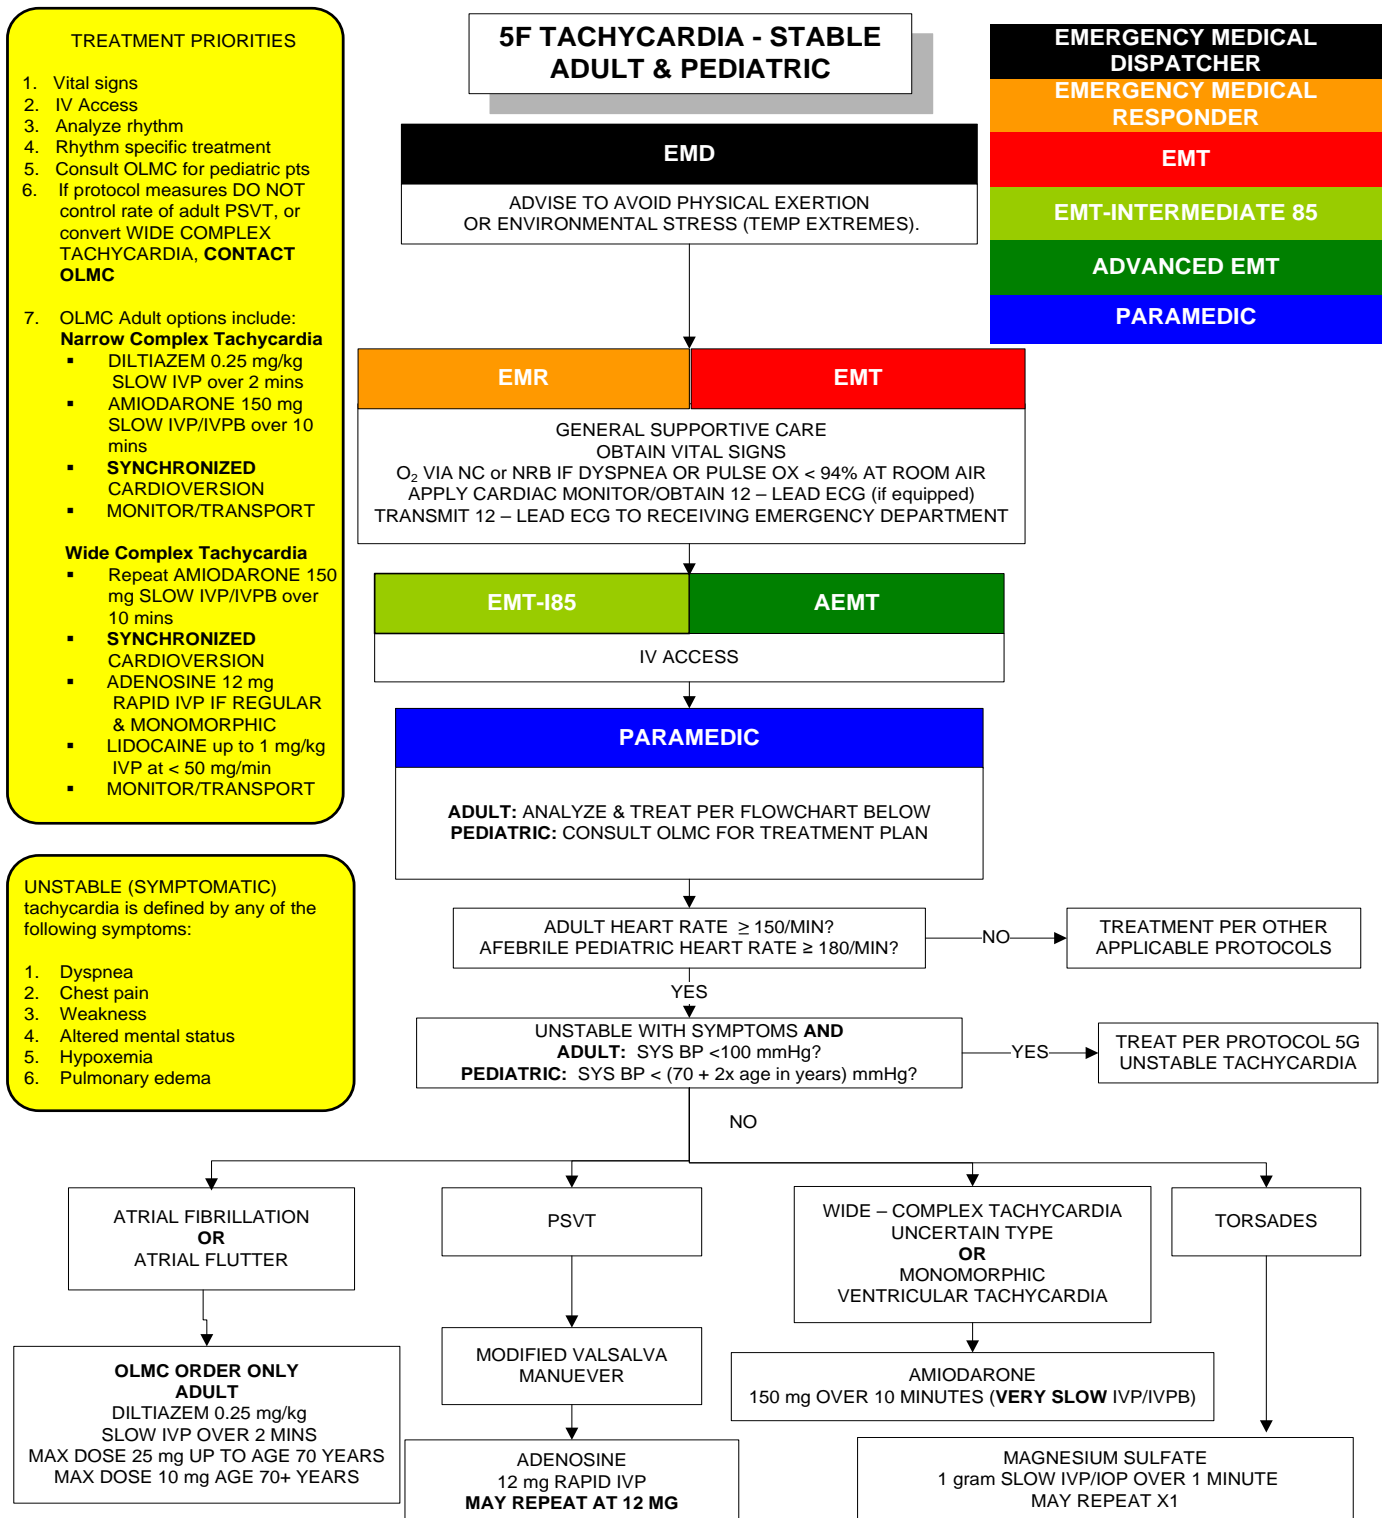 TREATMENT PRIORITIES
1. Vital signs
2. IV Access
3. Analyze rhythm
4. Rhythm specific treatment
5. Consult OLMC for pediatric pts
6. If protocol measures DO NOT
control rate of adult PSVT, or
convert WIDE COMPLEX
TACHYCARDIA, CONTACT
OLMC
7. OLMC Adult options include:
Narrow Complex Tachycardia
▪ DILTIAZEM 0.25 mg/kg
SLOW IVP over 2 mins
▪ AMIODARONE 150 mg
SLOW IVP/IVPB over 10
mins
▪ SYNCHRONIZED
CARDIOVERSION
▪ MONITOR/TRANSPORT
Wide Complex Tachycardia
▪ Repeat AMIODARONE 150
mg SLOW IVP/IVPB over
10 mins
▪ SYNCHRONIZED
CARDIOVERSION
▪ ADENOSINE 12 mg
RAPID IVP IF REGULAR
& MONOMORPHIC
▪ LIDOCAINE up to 1 mg/kg
IVP at < 50 mg/min
▪ MONITOR/TRANSPORT
UNSTABLE (SYMPTOMATIC)
tachycardia is defined by any of the
following symptoms:
1. Dyspnea
2. Chest pain
3. Weakness
4. Altered mental status
5. Hypoxemia
6. Pulmonary edema
5F TACHYCARDIA - STABLE
ADULT & PEDIATRIC
EMERGENCY MEDICAL
DISPATCHER
EMERGENCY MEDICAL
RESPONDER
EMT
EMT-INTERMEDIATE 85
ADVANCED EMT
PARAMEDIC
EMD
ADVISE TO AVOID PHYSICAL EXERTION
OR ENVIRONMENTAL STRESS (TEMP EXTREMES).
EMR
EMT
GENERAL SUPPORTIVE CARE
OBTAIN VITAL SIGNS
O2 VIA NC or NRB IF DYSPNEA OR PULSE OX < 94% AT ROOM AIR
APPLY CARDIAC MONITOR/OBTAIN 12 – LEAD ECG (if equipped)
TRANSMIT 12 – LEAD ECG TO RECEIVING EMERGENCY DEPARTMENT
EMT-I85
AEMT
IV ACCESS
PARAMEDIC
ADULT: ANALYZE & TREAT PER FLOWCHART BELOW
PEDIATRIC: CONSULT OLMC FOR TREATMENT PLAN
ADULT HEART RATE ≥ 150/MIN?
AFEBRILE PEDIATRIC HEART RATE ≥ 180/MIN?
NO
TREATMENT PER OTHER
APPLICABLE PROTOCOLS
YES
UNSTABLE WITH SYMPTOMS AND
ADULT: SYS BP <100 mmHg?
PEDIATRIC: SYS BP < (70 + 2x age in years) mmHg?
YES
TREAT PER PROTOCOL 5G
UNSTABLE TACHYCARDIA
NO
ATRIAL FIBRILLATION
OR
ATRIAL FLUTTER
OLMC ORDER ONLY
ADULT
DILTIAZEM 0.25 mg/kg
SLOW IVP OVER 2 MINS
MAX DOSE 25 mg UP TO AGE 70 YEARS
MAX DOSE 10 mg AGE 70+ YEARS
PSVT
MODIFIED VALSALVA
MANUEVER
ADENOSINE
12 mg RAPID IVP
MAY REPEAT AT 12 MG
WIDE – COMPLEX TACHYCARDIA
UNCERTAIN TYPE
OR
MONOMORPHIC
VENTRICULAR TACHYCARDIA
AMIODARONE
150 mg OVER 10 MINUTES (VERY SLOW IVP/IVPB)
TORSADES
MAGNESIUM SULFATE
1 gram SLOW IVP/IOP OVER 1 MINUTE
MAY REPEAT X1